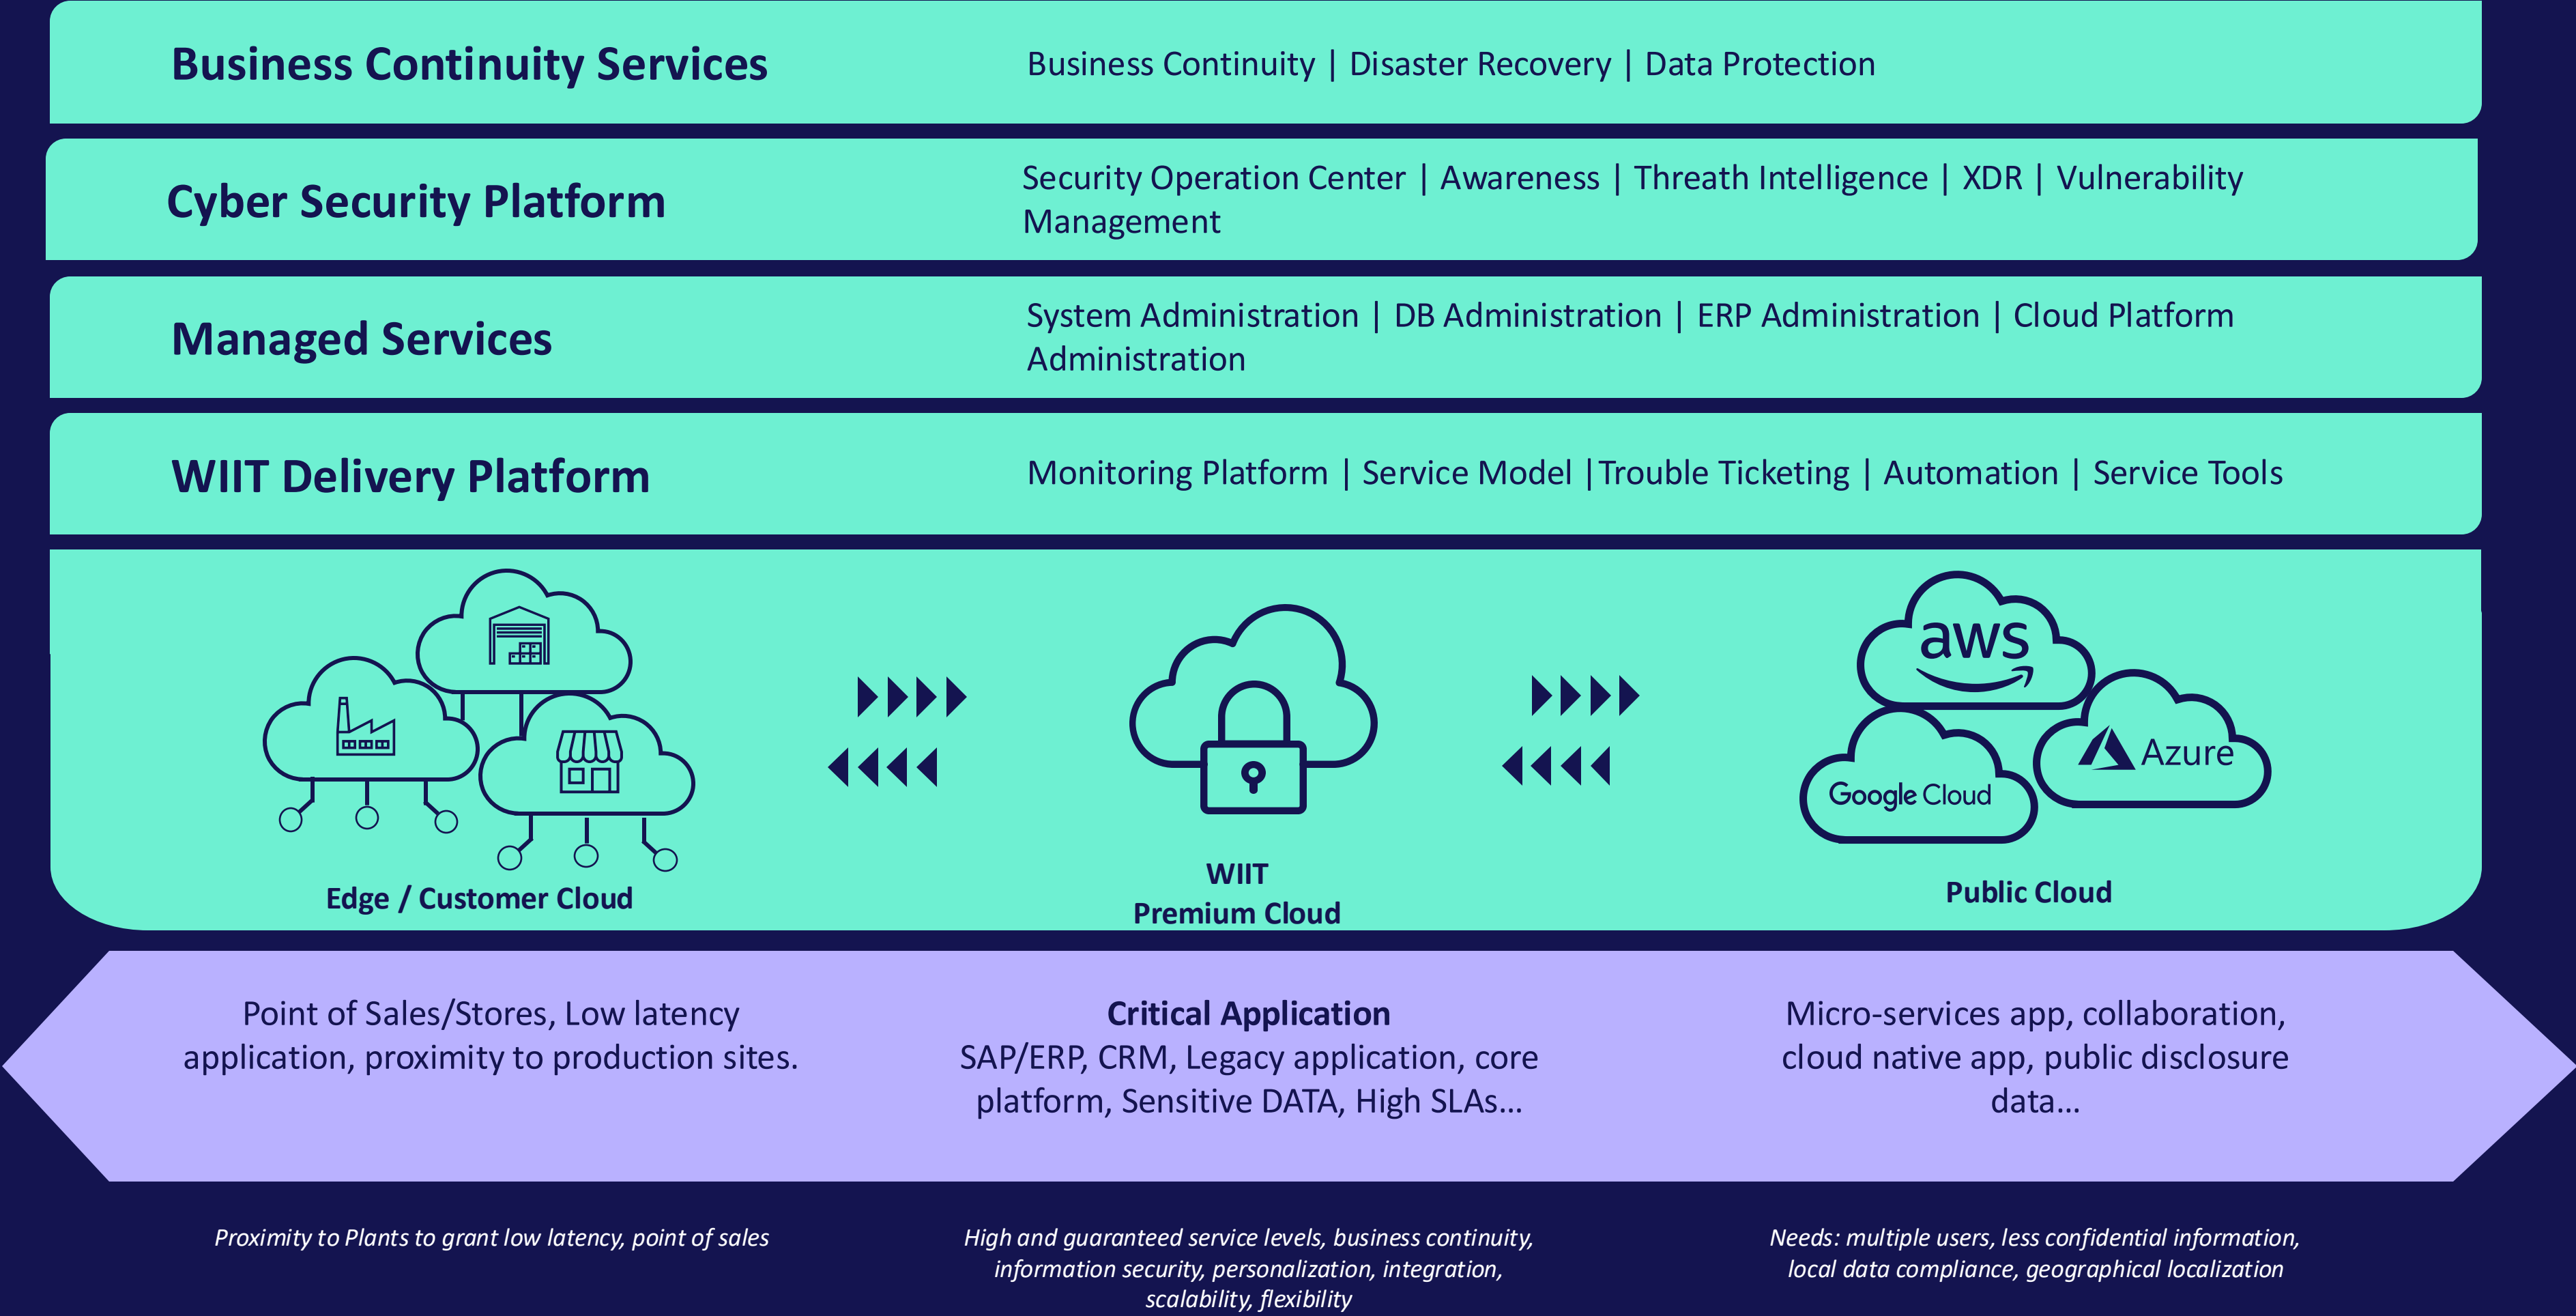 Business Continuity Services
Business Continuity | Disaster Recovery | Data Protection
Cyber Security Platform
Security Operation Center | Awareness | Threath Intelligence | XDR | Vulnerability
Management
Managed Services
System Administration | DB Administration | ERP Administration | Cloud Platform
Administration
WIIT Delivery Platform
Monitoring Platform | Service Model |Trouble Ticketing | Automation | Service Tools
aws
Azure
Google Cloud
Edge / Customer Cloud
WIIT
Premium Cloud
Public Cloud
Point of Sales/Stores, Low latency
application, proximity to production sites.
Critical Application
SAP/ERP, CRM, Legacy application, core
platform, Sensitive DATA, High SLAs...
Micro-services app, collaboration,
cloud native app, public disclosure
data...
Proximity to Plants to grant low latency, point of sales
High and guaranteed service levels, business continuity,
information security, personalization, integration,
scalability, flexibility
Needs: multiple users, less confidential information,
local data compliance, geographical localization